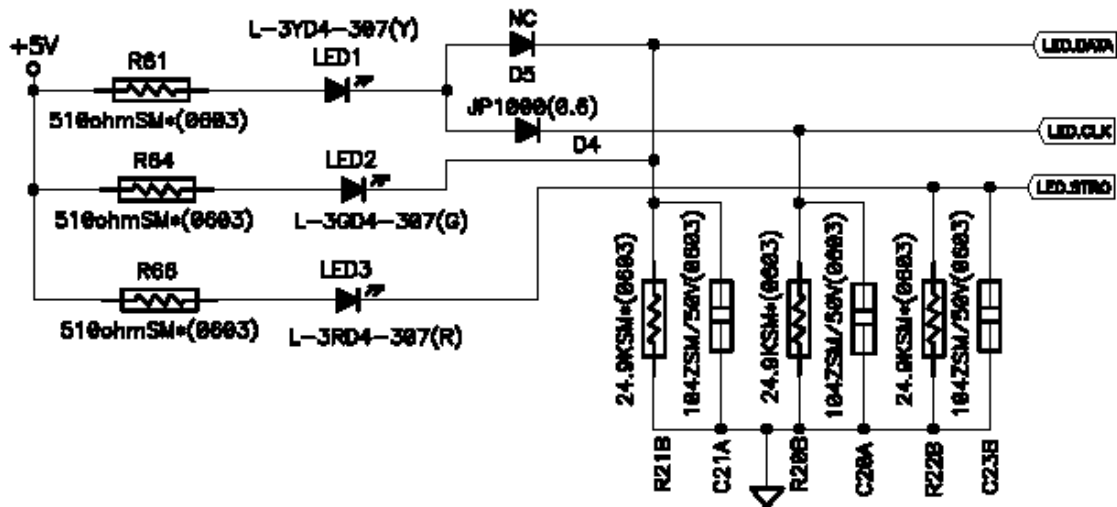 L-3YD4-307(Y)
NC
+5V
R61
LED1
LED.DATA
D5
510ohmSM*(0603)
JP1000(0.6)
LED.CLK
D4
R64
LED2
LED.STRO
510ohmSM*(0603)
L-3GD4-307(G)
R66
LED3
510ohmSM*(0603)
L-3RD4-307(R)
24.9KSM*(0603)
104ZSM/50V(0603)
24.9KSM*(0603)
104ZSM/50V(0603)
24.9KSM*(0603)
104ZSM/50V(0603)
R21B
C21A
R20B
C20A
R22B
C23B